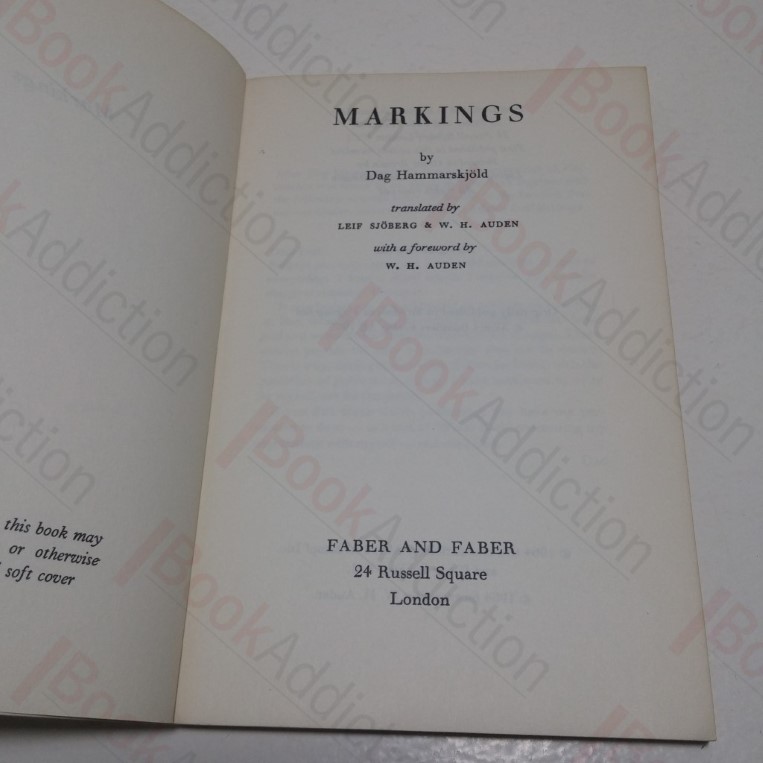 this book may
or otherwise
soft cover
MARKINGS
by
Dag Hammarskjöld
translated by
LEIF SJÖBERG & W. H. AUDEN
with a foreword by
W. H. AUDEN
FABER AND FABER
24 Russell Square
London
BookAddiction